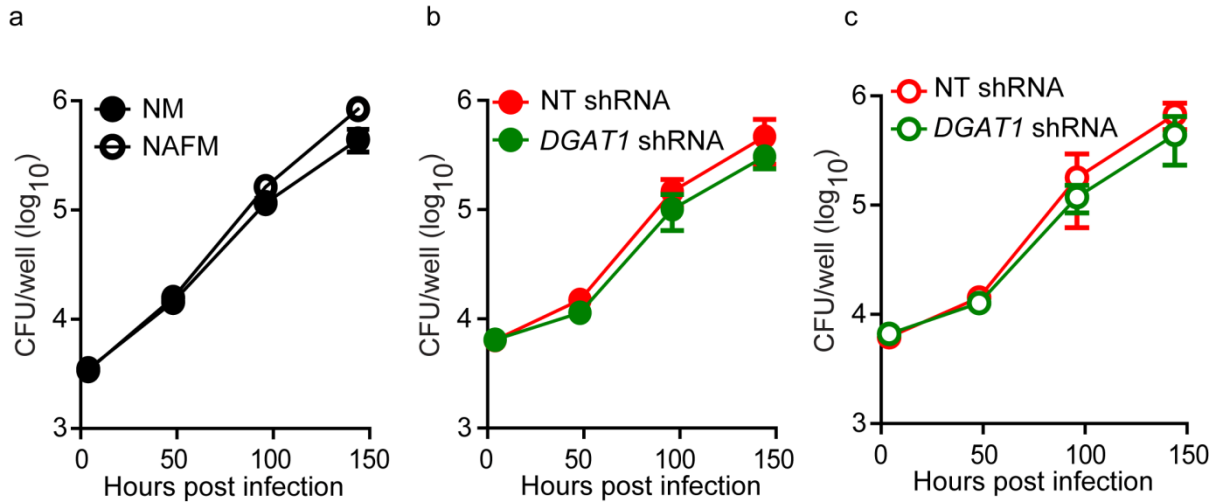 a
NM
NAFM
CFU/well (log10)
6
5
4
3
0 50 100 150
Hours post infection
b
NT shRNA
DGAT1 shRNA
CFU/well (log10)
6
5
4
3
0 50 100 150
Hours post infection
c
NT shRNA
DGAT1 shRNA
CFU/well (log10)
6
5
4
3
0 50 100 150
Hours post infection